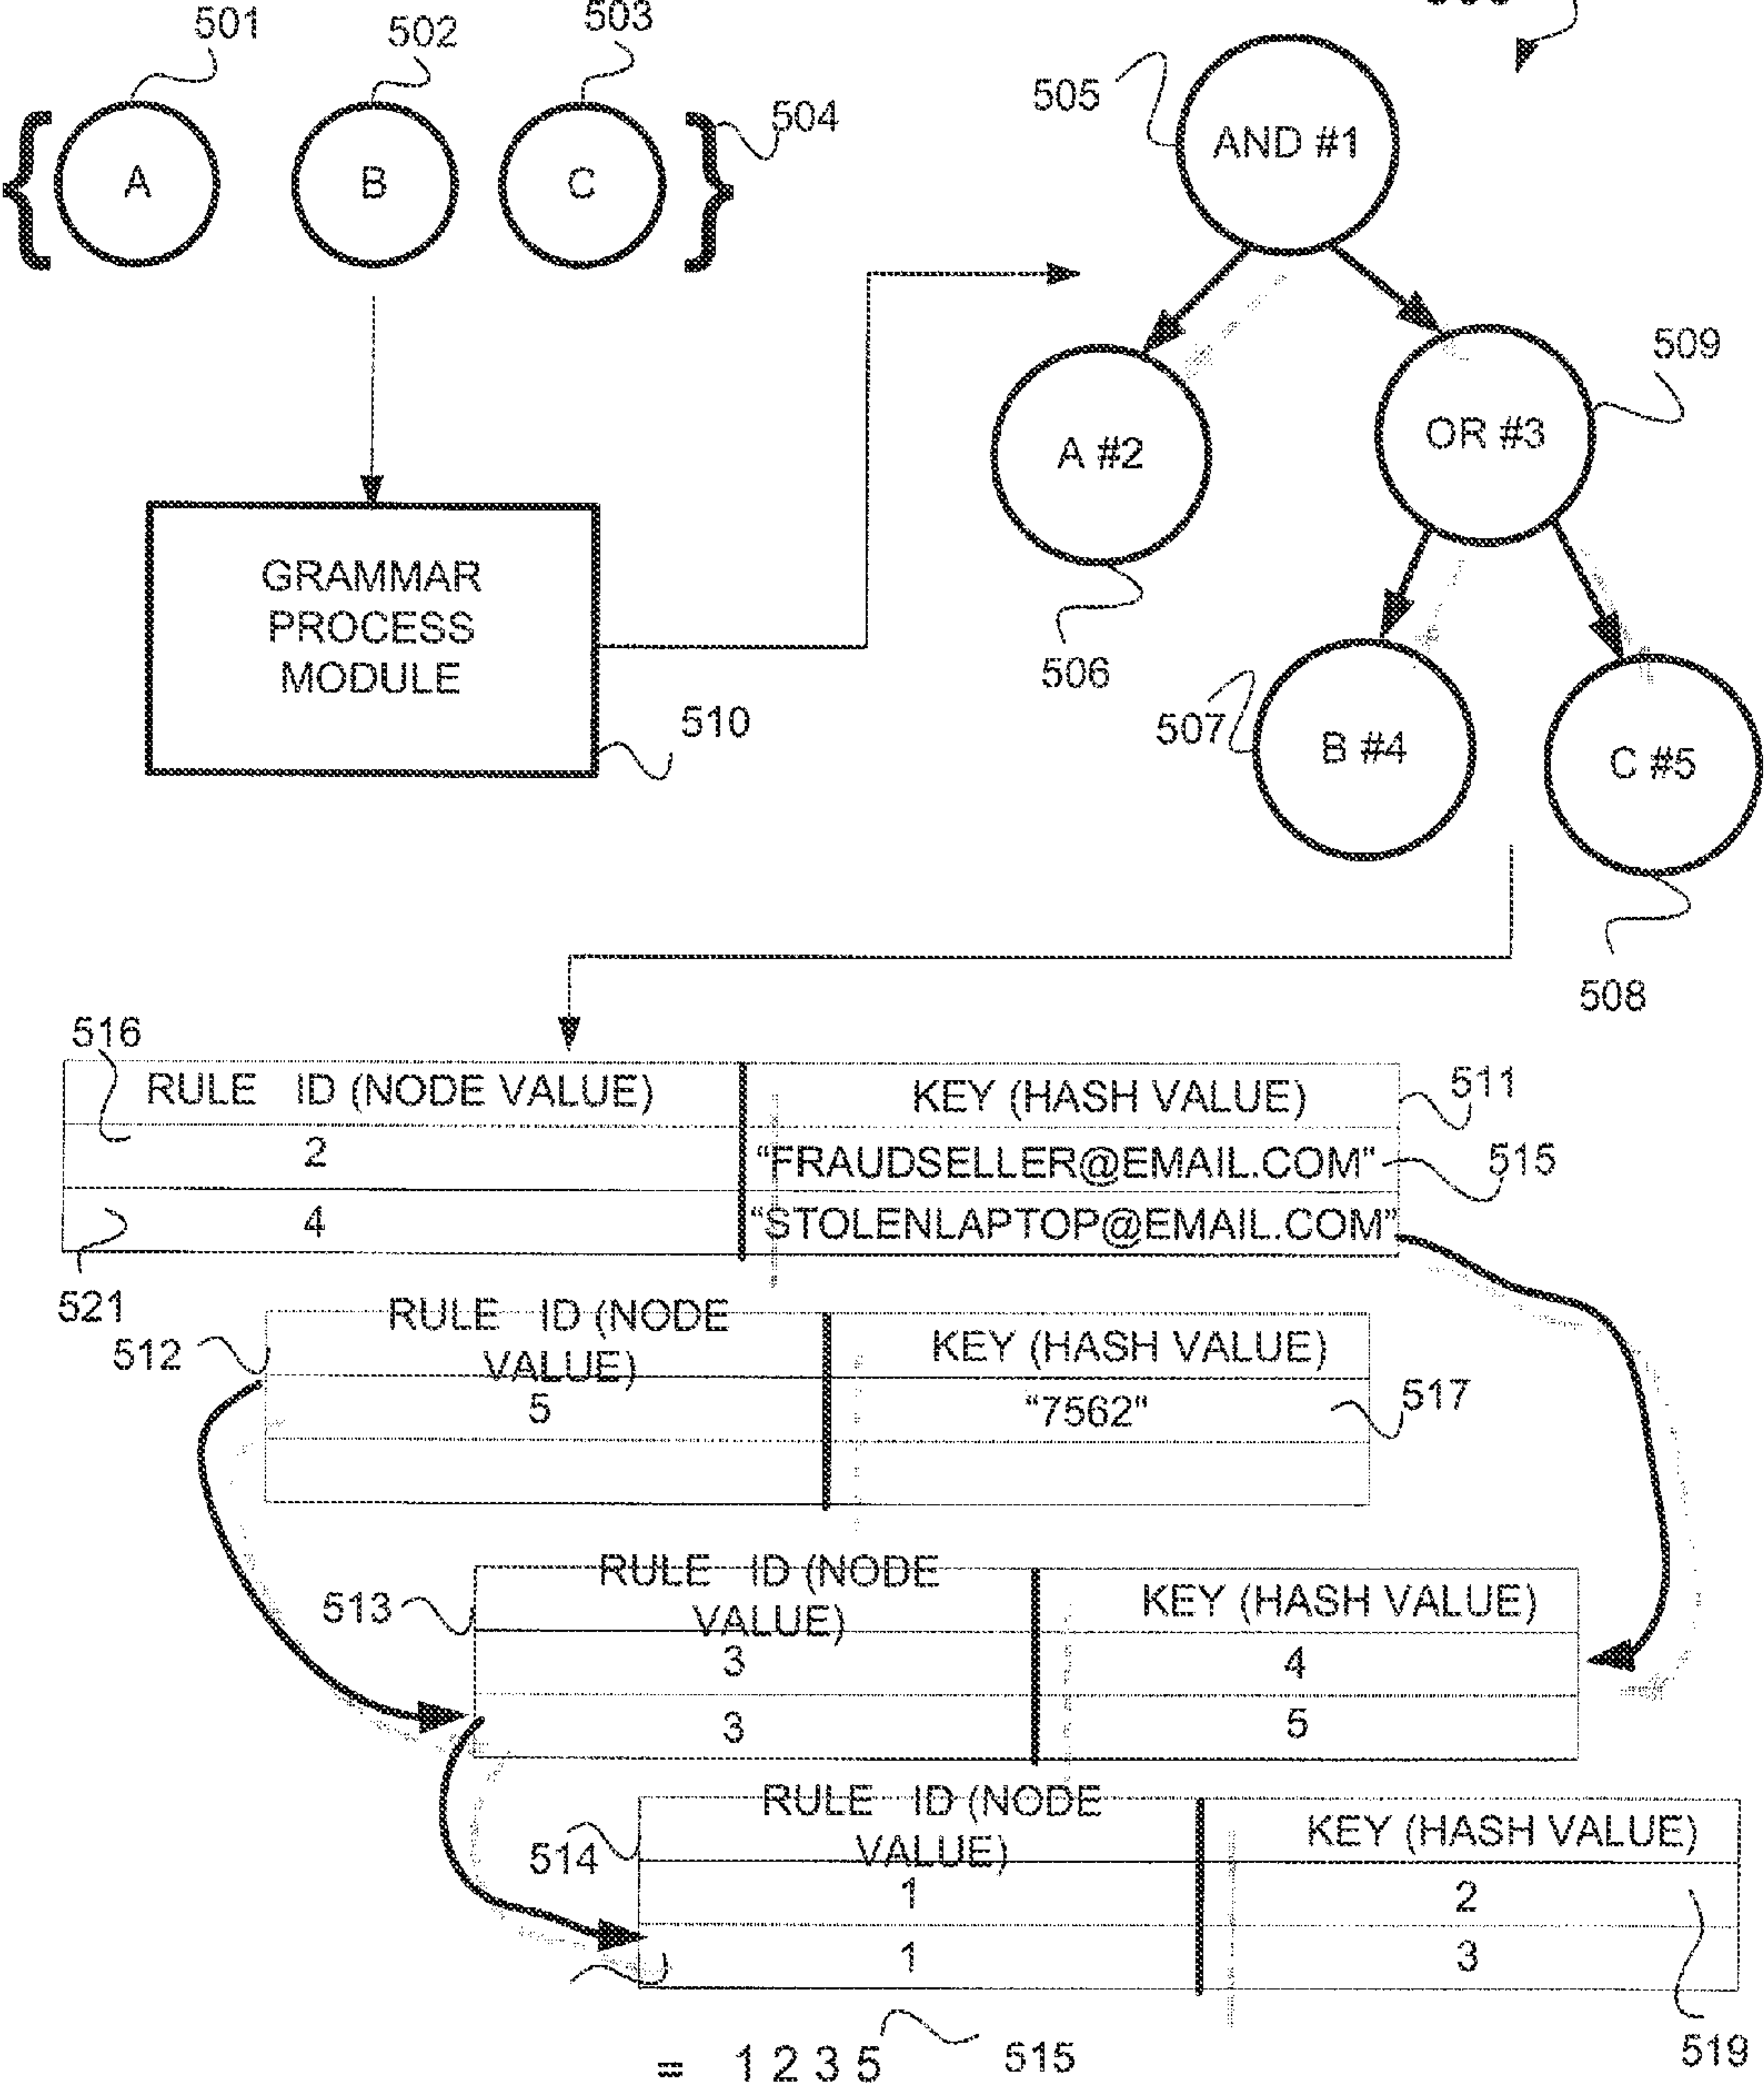 501
502
503
504
A
B
C
505
AND #1
509
A #2
OR #3
GRAMMAR
PROCESS
MODULE
506
507
510
B #4
C #5
508
516
RULE ID (NODE VALUE) KEY (HASH VALUE)
511
2 "FRAUDSELLER@EMAIL.COM"
515
4 "STOLENLAPTOP@EMAIL.COM"
521
512
RULE ID (NODE
VALUE) KEY (HASH VALUE)
5 "7562"
517
513
RULE ID (NODE
VALUE) KEY (HASH VALUE)
3 4
3 5
514
RULE ID (NODE
VALUE) KEY (HASH VALUE)
1 2
1 3
519
= 1 2 3 5
515